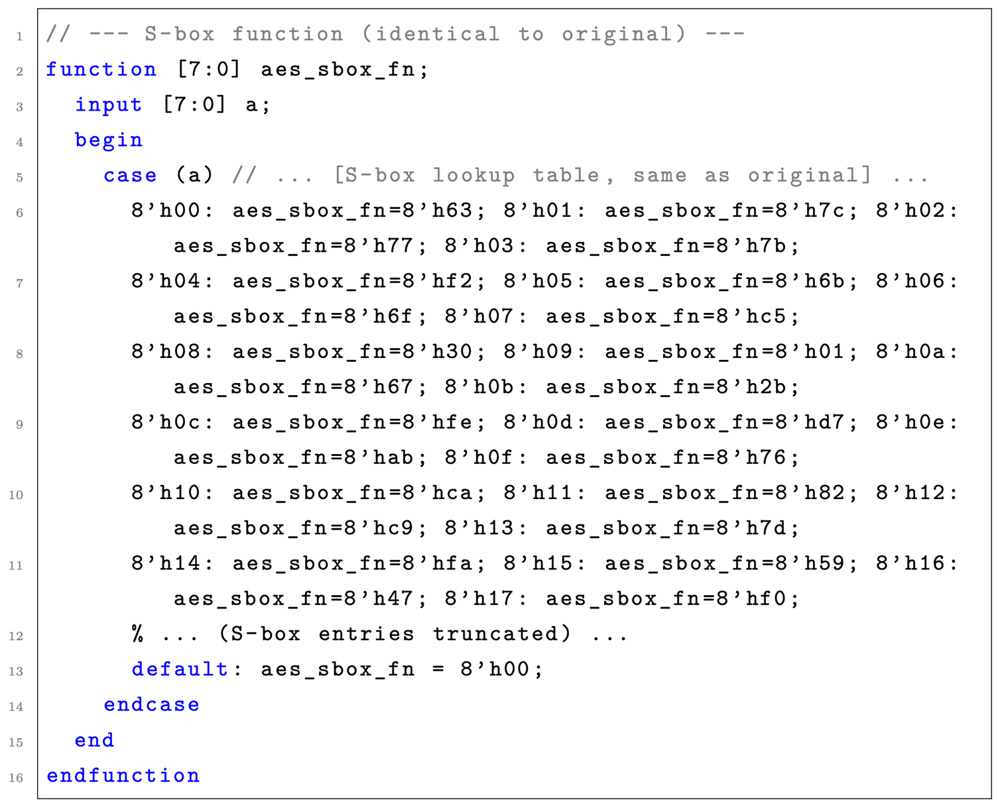 1 // --- S-box function (identical to original) ---
2 function [7:0] aes_sbox_fn;
3 input [7:0] a;
4 begin
5 case (a) // ... [S-box lookup table, same as original] ...
6 8’h00: aes_sbox_fn=8’h63; 8’h01: aes_sbox_fn=8’h7c; 8’h02:
aes_sbox_fn=8’h77; 8’h03: aes_sbox_fn=8’h7b;
7 8’h04: aes_sbox_fn=8’hf2; 8’h05: aes_sbox_fn=8’h6b; 8’h06:
aes_sbox_fn=8’h6f; 8’h07: aes_sbox_fn=8’hc5;
8 8’h08: aes_sbox_fn=8’h30; 8’h09: aes_sbox_fn=8’h01; 8’h0a:
aes_sbox_fn=8’h67; 8’h0b: aes_sbox_fn=8’h2b;
9 8’h0c: aes_sbox_fn=8’hfe; 8’h0d: aes_sbox_fn=8’hd7; 8’h0e:
aes_sbox_fn=8’hab; 8’h0f: aes_sbox_fn=8’h76;
10 8’h10: aes_sbox_fn=8’hca; 8’h11: aes_sbox_fn=8’h82; 8’h12:
aes_sbox_fn=8’hc9; 8’h13: aes_sbox_fn=8’h7d;
11 8’h14: aes_sbox_fn=8’hfa; 8’h15: aes_sbox_fn=8’h59; 8’h16:
aes_sbox_fn=8’h47; 8’h17: aes_sbox_fn=8’hf0;
12 % ... (S-box entries truncated) ...
13 default: aes_sbox_fn = 8’h00;
14 endcase
15 end
16 endfunction